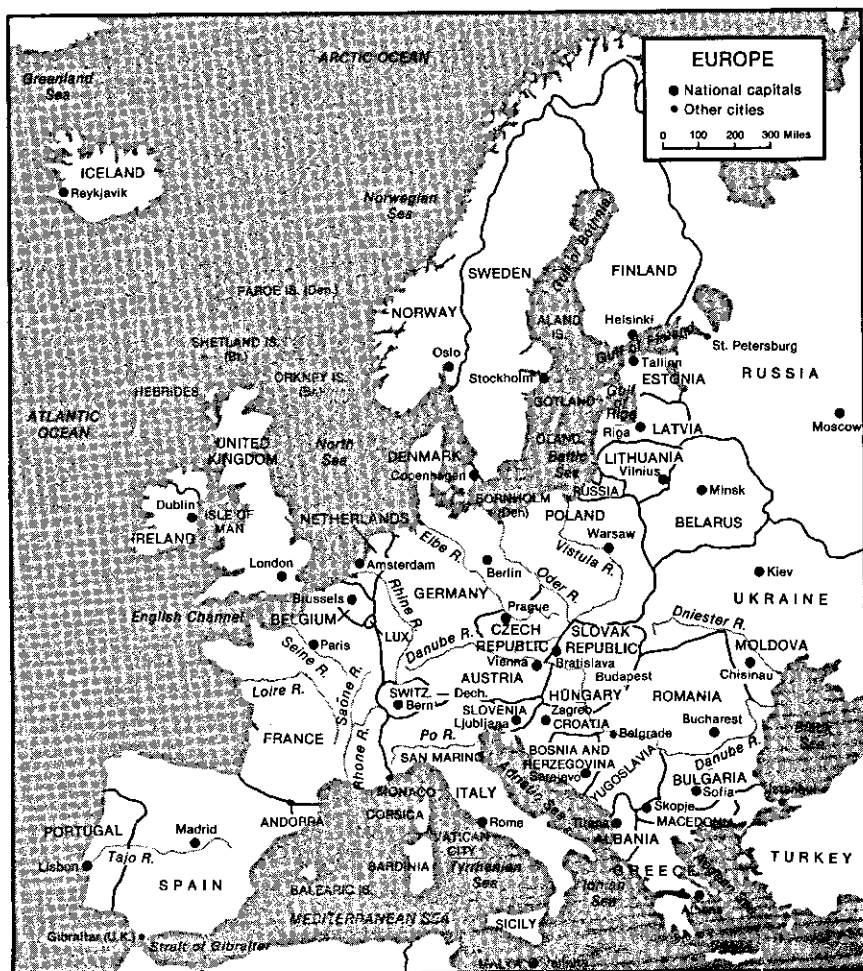 EUROPE
National capitals
Other cities
0 100 200 300 Miles
ARCTIC OCEAN
Greenland
Sea
ICELAND
Reykjavik
Norwegian
Sea
FAROE IS. (Den.)
SHETLAND IS.
(Br.)
ORKNEY IS.
HEBRIDES
ATLANTIC
OCEAN
NORWAY
SWEDEN
FINLAND
Gulf of Bothnia
Oslo
Stockholm
ALAND
IS.
Helsinki
Gulf of Finland
St. Petersburg
Tallinn
ESTONIA
RUSSIA
Moscow
GOTLAND
Gulf
of
Riga
Riga
LATVIA
OLAND
Baltic
Sea
LITHUANIA
Vilnius
RUSSIA
Minsk
BELARUS
UNITED
KINGDOM
North
Sea
DENMARK
Copenhagen
BORNHOLM
(Den)
POLAND
Warsaw
Vistula R.
Dublin
IRELAND
ISLE OF
MAN
NETHERLANDS
London
Amsterdam
Elbe R.
Berlin
Oder R.
GERMANY
Rhine R.
Kiev
UKRAINE
English Channel
Brussels
BELGIUM
LUX
Paris
Seine R.
Prague
CZECH
REPUBLIC
SLOVAK
REPUBLIC
Dniester R.
MOLDOVA
Chisinau
Danube R.
Vienna
Bratislava
AUSTRIA
Budapest
HUNGARY
ROMANIA
Loire R.
Saône R.
SWITZ.
Bern
SLOVENIA
Ljubljana
Zagreb
CROATIA
Bucharest
FRANCE
Rhone R.
Po R.
SAN MARINO
BOSNIA AND
HERZEGOVINA
Sarajevo
Belgrade
YUGOSLAVIA
Danube R.
BULGARIA
Sofia
Black
Sea
Istanbul
MONACO
ITALY
Adriatic Sea
Skopje
MACEDONIA
Tirana
ALBANIA
ANDORRA
CORSICA
Rome
VATICAN
CITY
PORTUGAL
Madrid
Lisbon
Tajo R.
SPAIN
SARDINIA
Tyrrhenian
Sea
BALEARIC IS.
Ionian
Sea
GREECE
TURKEY
MEDITERRANEAN SEA
SICILY
Gibraltar (U.K.)
Strait of Gibraltar
MALTA